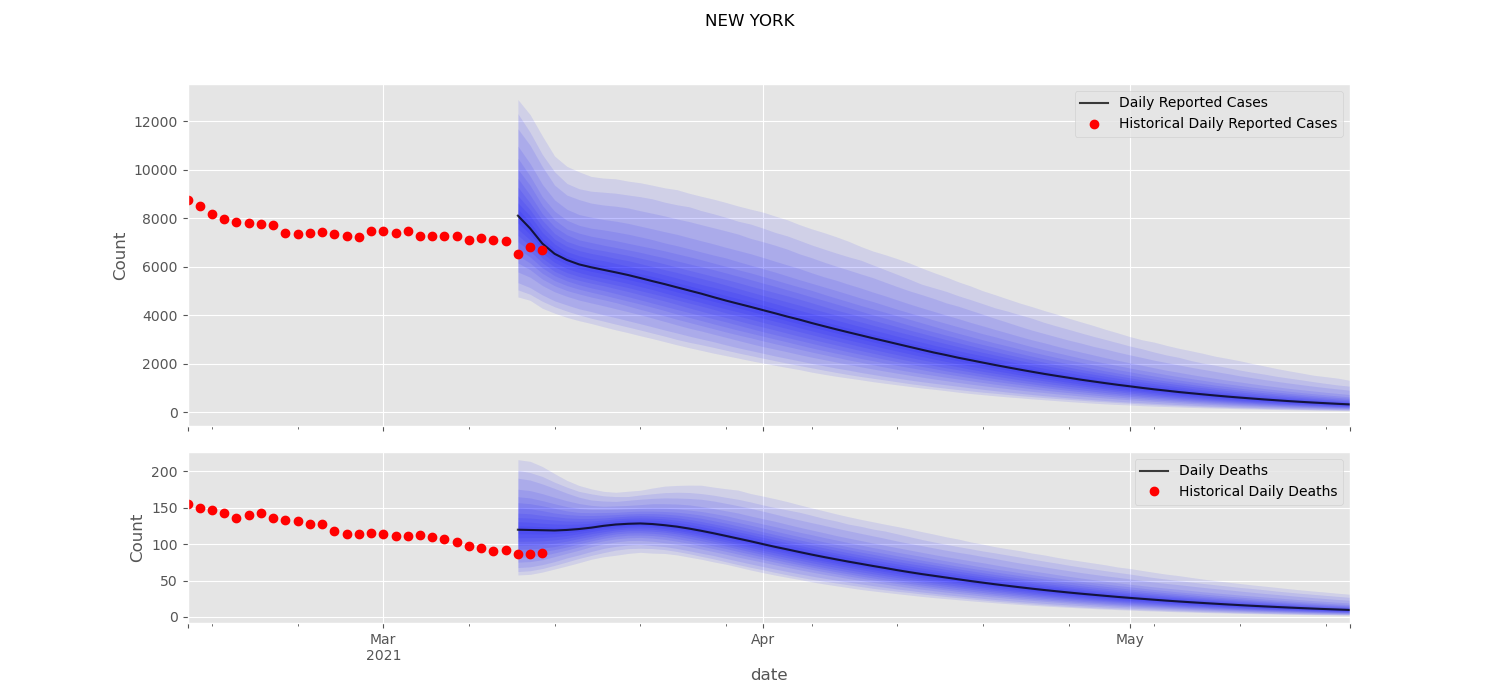 NEW YORK
Count
12000
10000
8000
6000
4000
2000
0
Daily Reported Cases
Historical Daily Reported Cases
Count
200
150
100
50
0
Daily Deaths
Historical Daily Deaths
Mar
2021
Apr
May
date